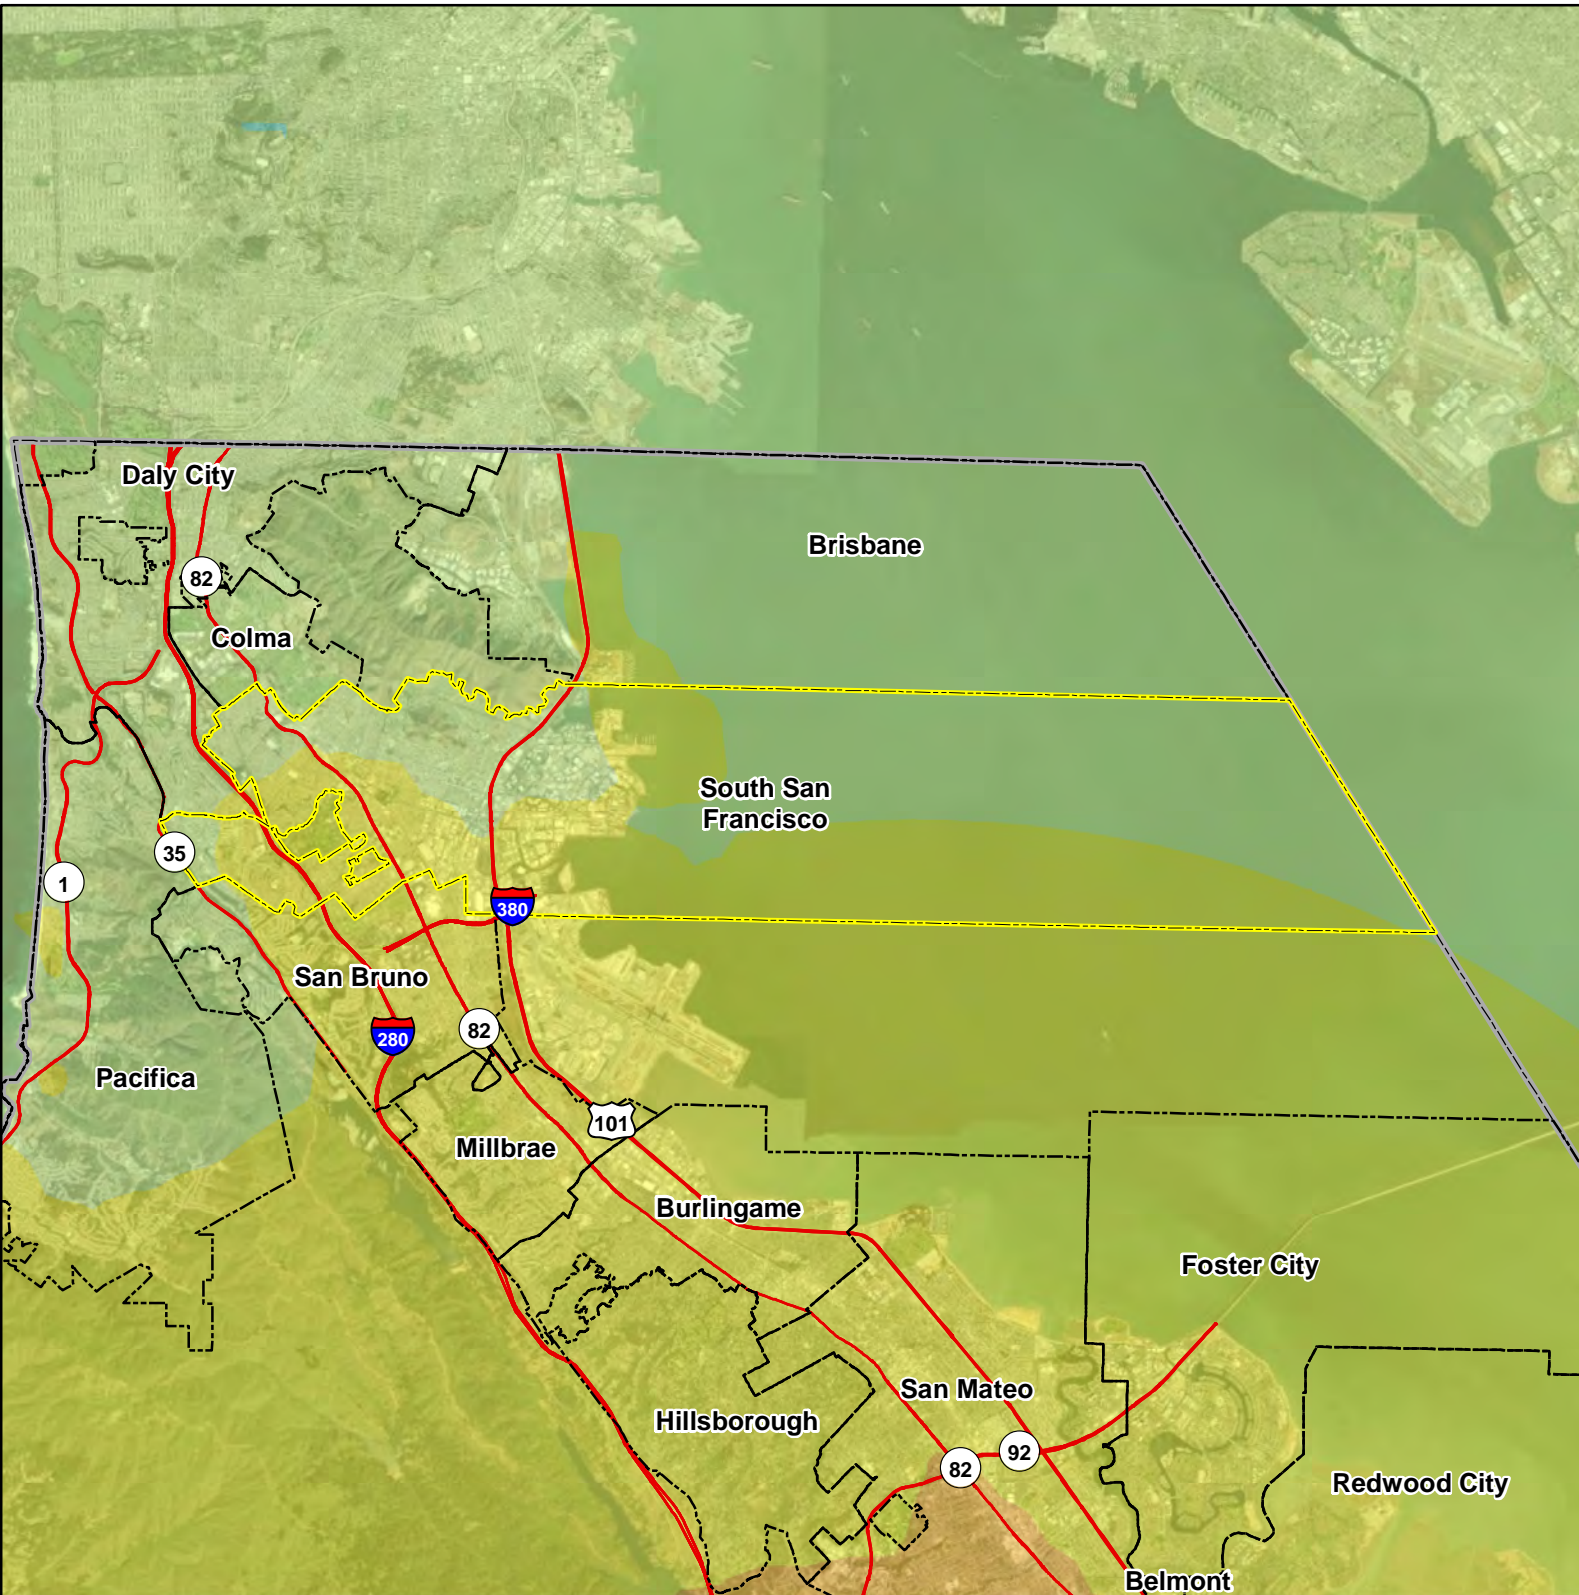 Daly City
Brisbane
82
Colma
South San
Francisco
35
1
380
San Bruno
280
82
Pacifica
101
Millbrae
Burlingame
Foster City
San Mateo
Hillsborough
92
82
Redwood City
Belmont